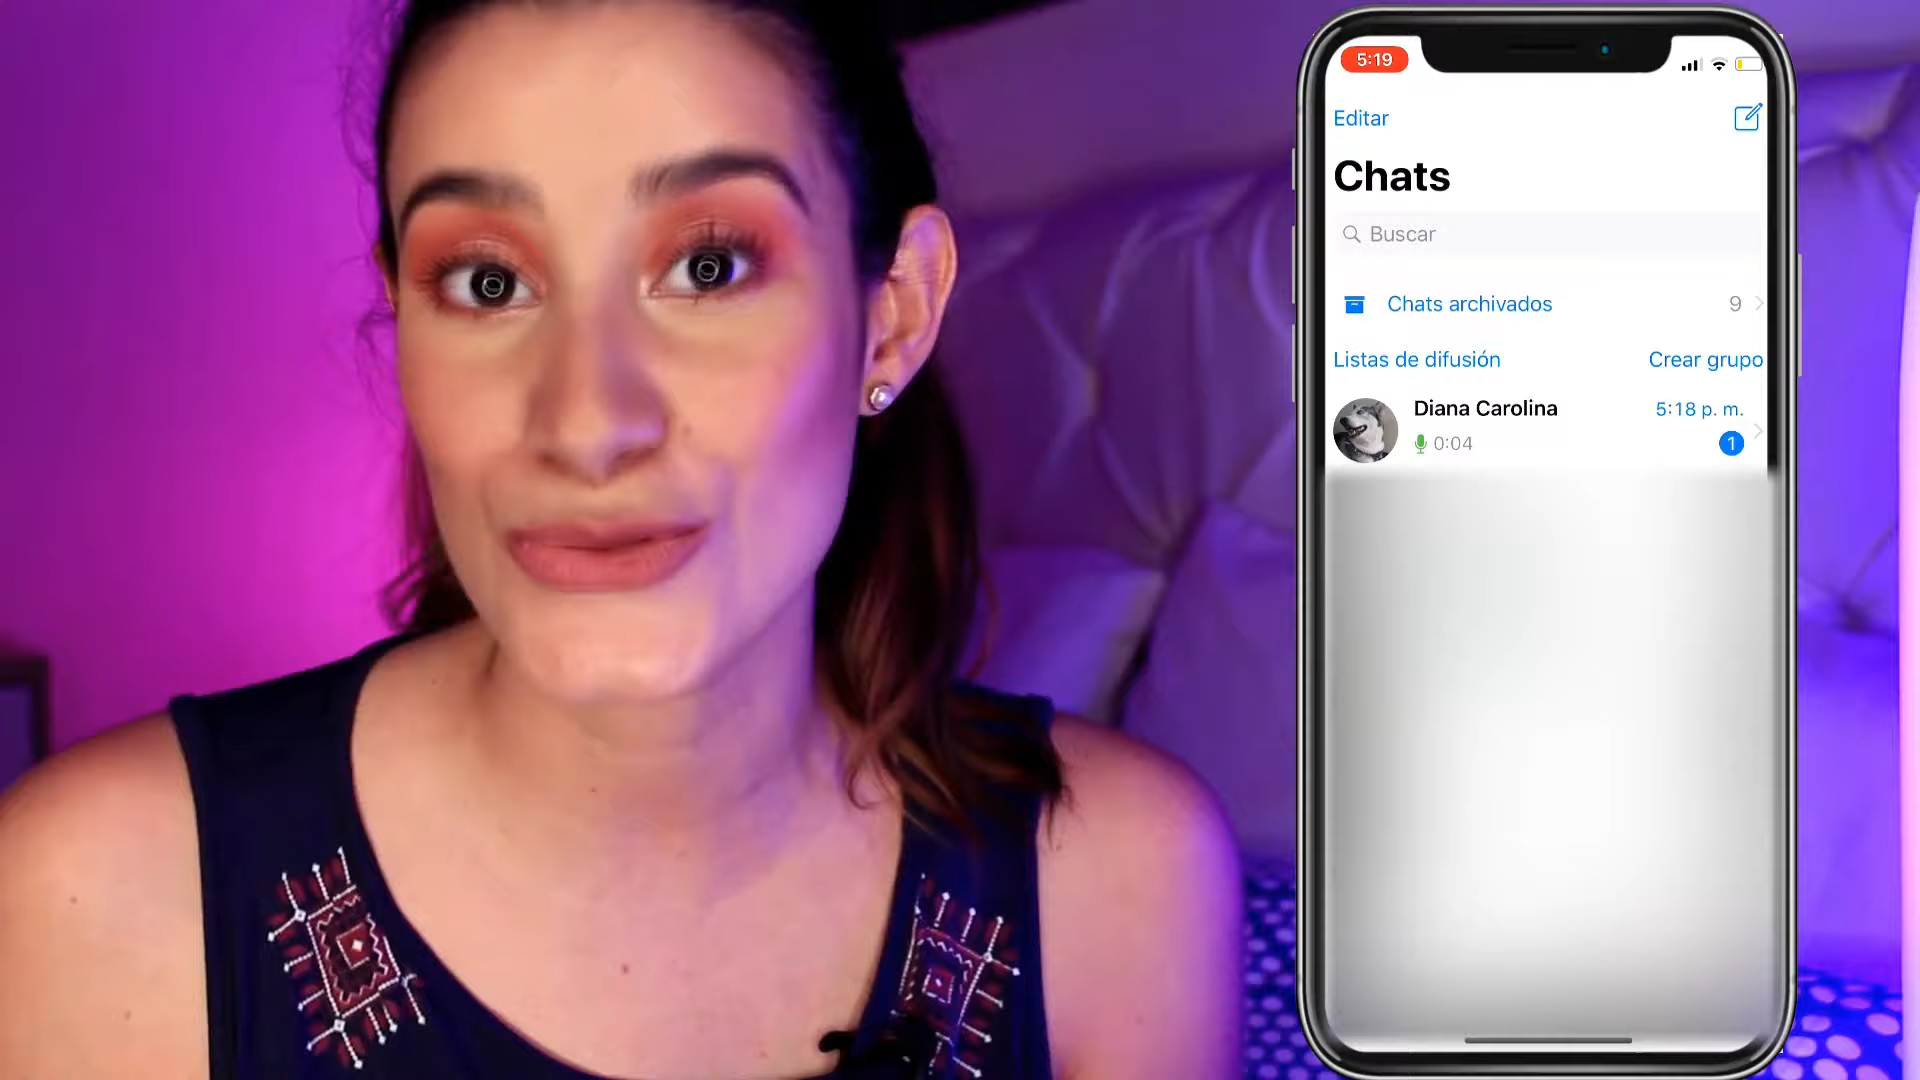 5:19
Editar
Chats
Buscar
Chats archivados 9
Listas de difusión Crear grupo
Diana Carolina 5:18 p. m.
0:04 1